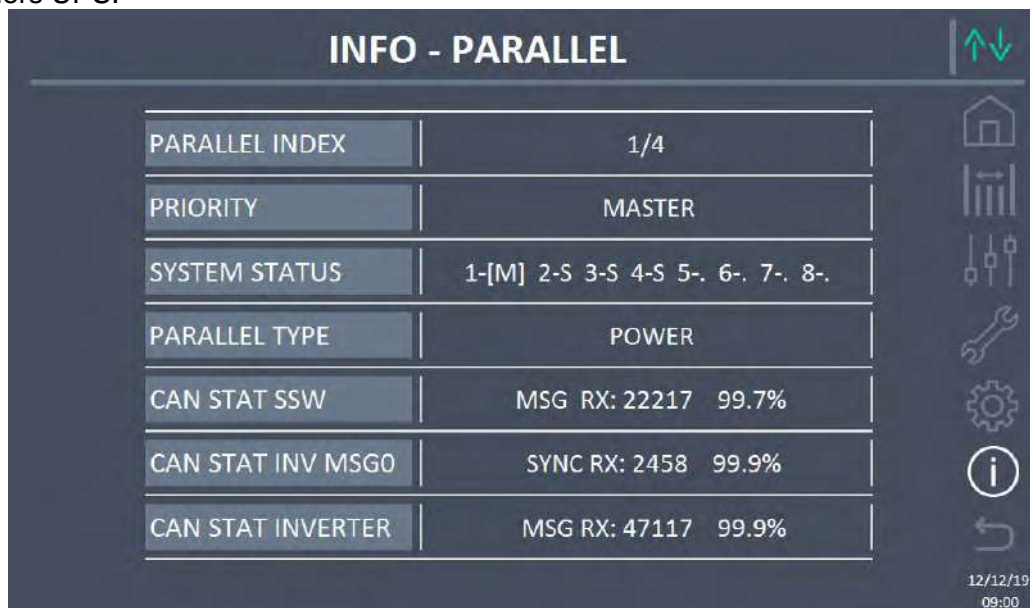 INFO - PARALLEL
PARALLEL INDEX 1/4
PRIORITY MASTER
SYSTEM STATUS 1-[M] 2-S 3-S 4-S 5-. 6-. 7-. 8-.
PARALLEL TYPE POWER
CAN STAT SSW MSG RX: 22217 99.7%
CAN STAT INV MSG0 SYNC RX: 2458 99.9%
CAN STAT INVERTER MSG RX: 47117 99.9%
12/12/19
09:00